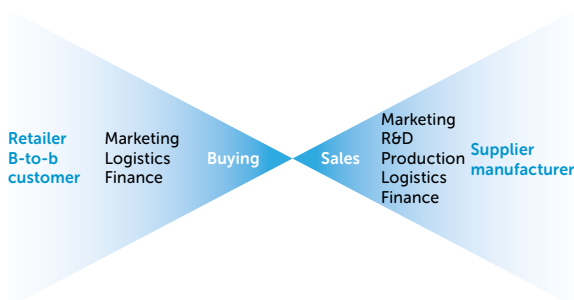 Retailer
B-to-b
customer
Marketing
Logistics
Finance
Buying
Sales
Marketing
R&D
Production
Logistics
Finance
Supplier
manufacturer